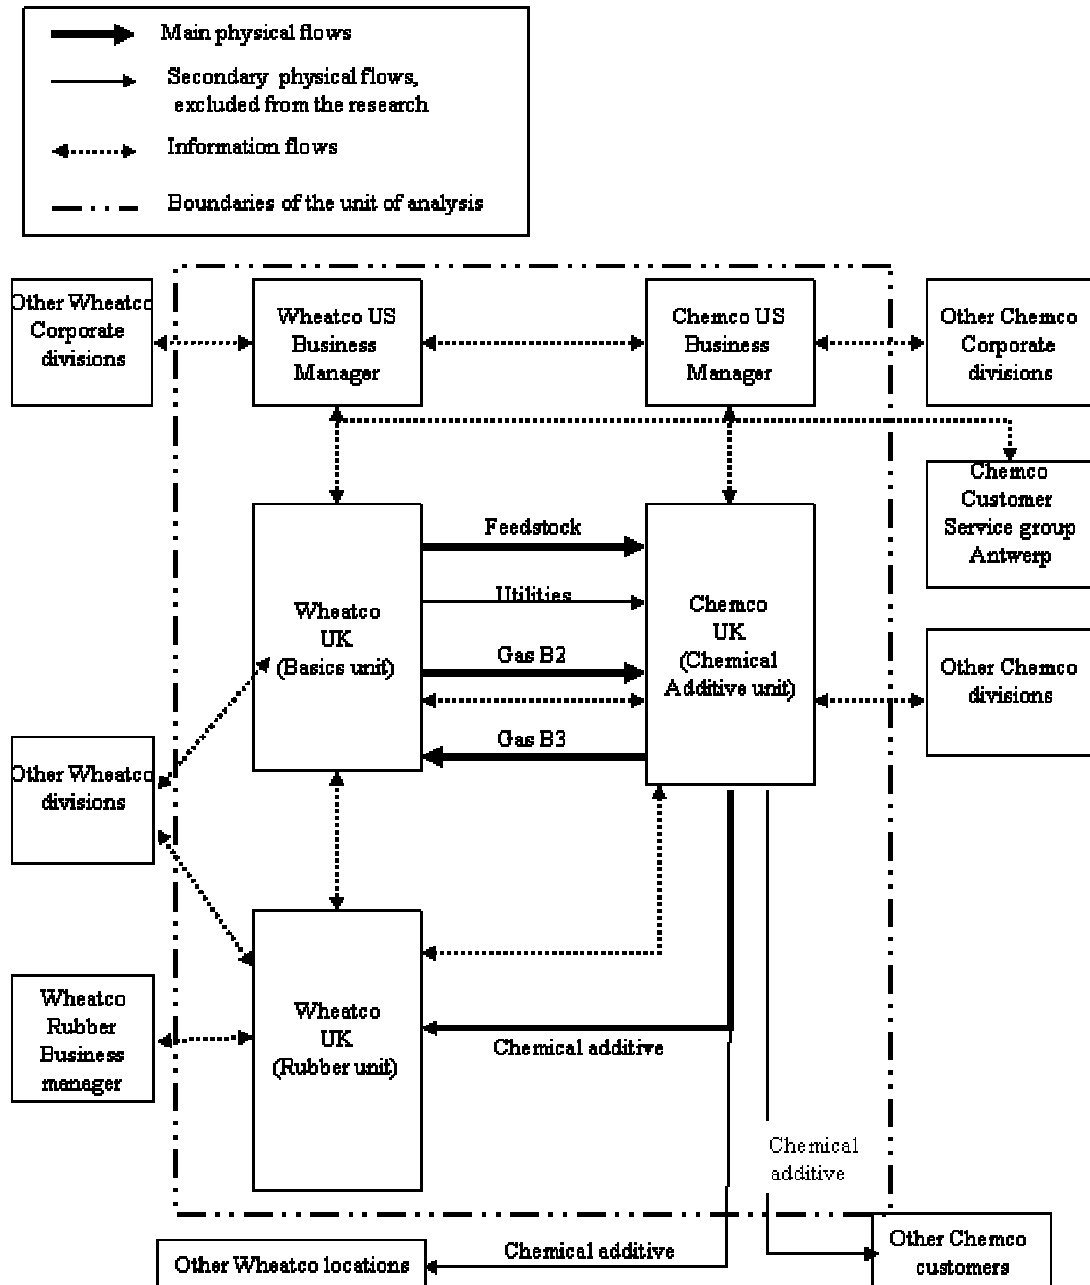 Main physical flows
Secondary physical flows,
excluded from the research
Information flows
Boundaries of the unit of analysis
Other Wheatco
Corporate
divisions
Wheatco US
Business
Manager
Chemco US
Business
Manager
Other Chemco
Corporate
divisions
Chemco
Customer
Service group
Antwerp
Feedstock
Utilities
Gas B2
Gas B3
Wheatco
UK
(Basics unit)
Chemco
UK
(Chemical
Additive unit)
Other Chemco
divisions
Other Wheatco
divisions
Wheatco
Rubber
Business
manager
Wheatco
UK
(Rubber unit)
Chemical additive
Chemical
additive
Other Wheatco locations
Chemical additive
Other Chemco
customers